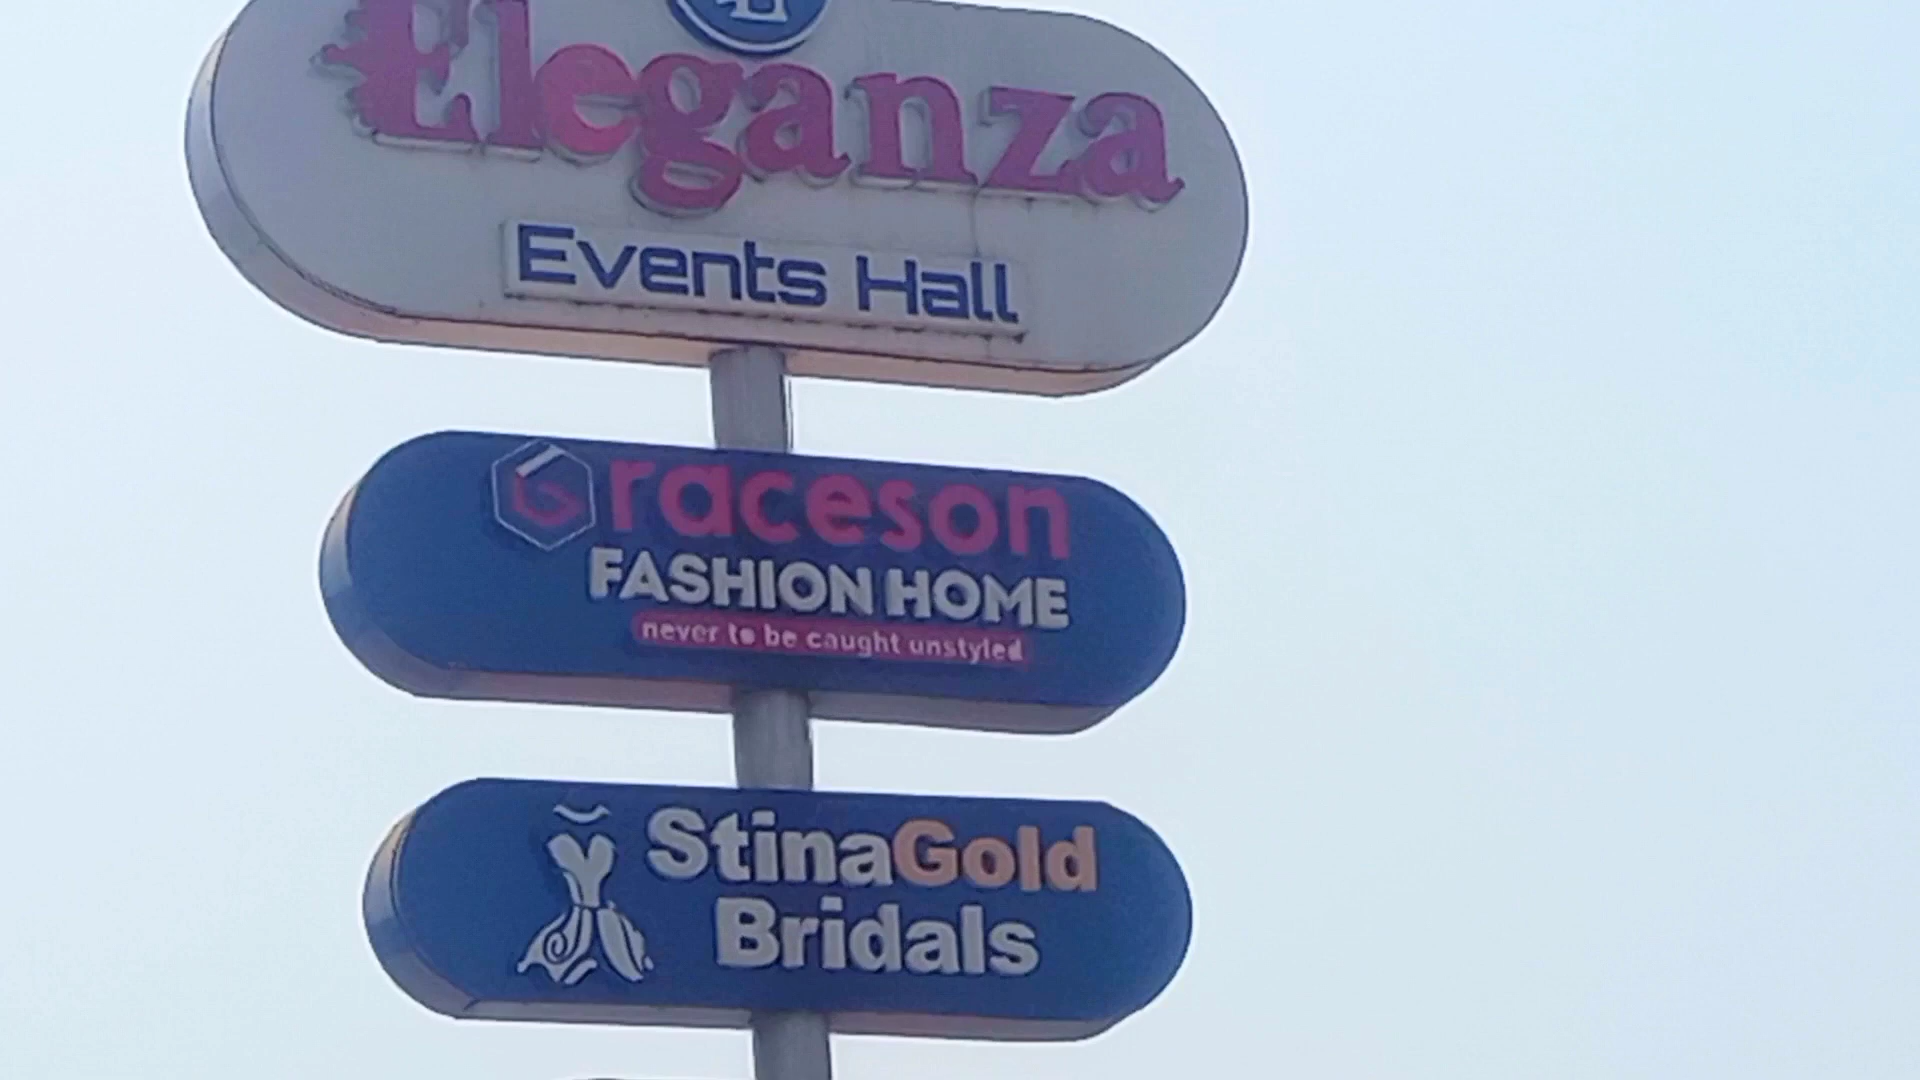 Eleganza
Events Hall
Graceson
FASHION HOME
never to be caught unstyled
StinaGold
Bridals